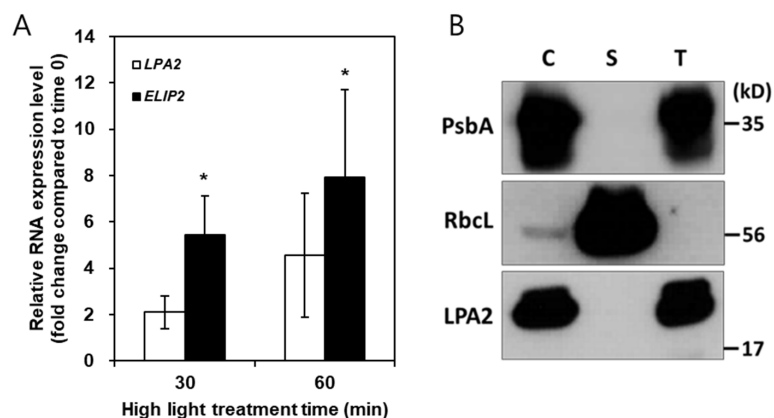 A
Relative RNA expression level
(fold change compared to time 0)
14
12
10
8
6
4
2
0
LPA2
ELIP2
*
*
30
60
High light treatment time (min)
B
C S T
(kD)
PsbA
35
RbcL
56
LPA2
17